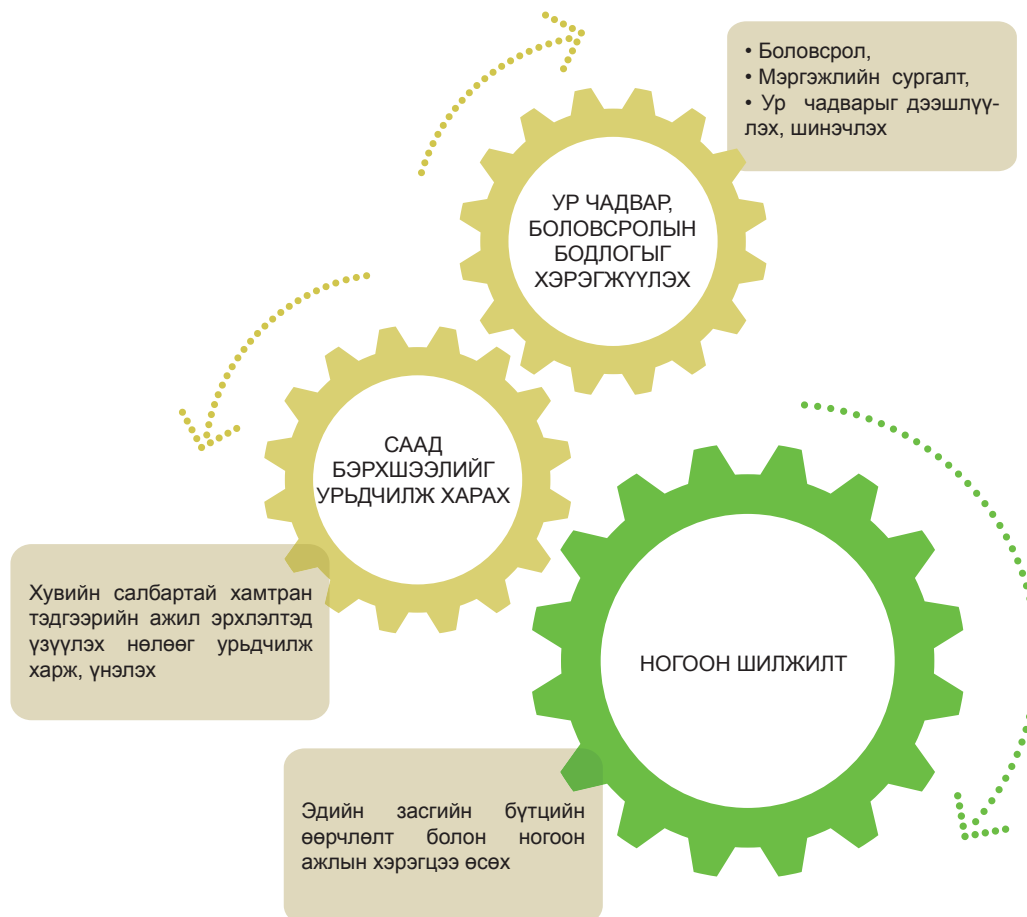 • Боловсрол,
• Мэргэжлийн сургалт,
• Ур чадварыг дээшлүү-
лэх, шинэчлэх
УР ЧАДВАР,
БОЛОВСРОЛЫН
БОДЛОГЫГ
ХЭРЭГЖҮҮЛЭХ
СААД
БЭРХШЭЭЛИЙГ
УРЬДЧИЛЖ ХАРАХ
Хувийн салбартай хамтран
тэдгээрийн ажил эрхлэлтэд
үзүүлэх нөлөөг урьдчилж
харж, үнэлэх
НОГООН ШИЛЖИЛТ
Эдийн засгийн бүтцийн
өөрчлөлт болон ногоон
ажлын хэрэгцээ өсөх